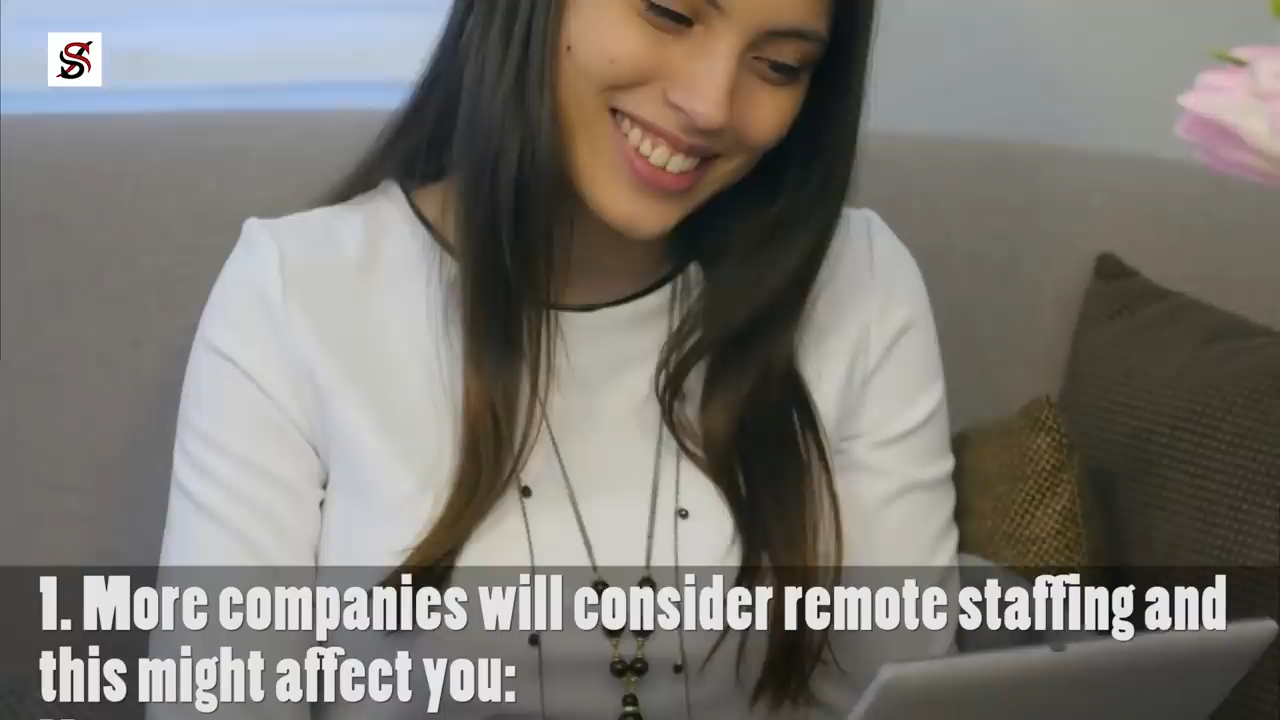 1. More companies will consider remote staffing and
this might affect you: